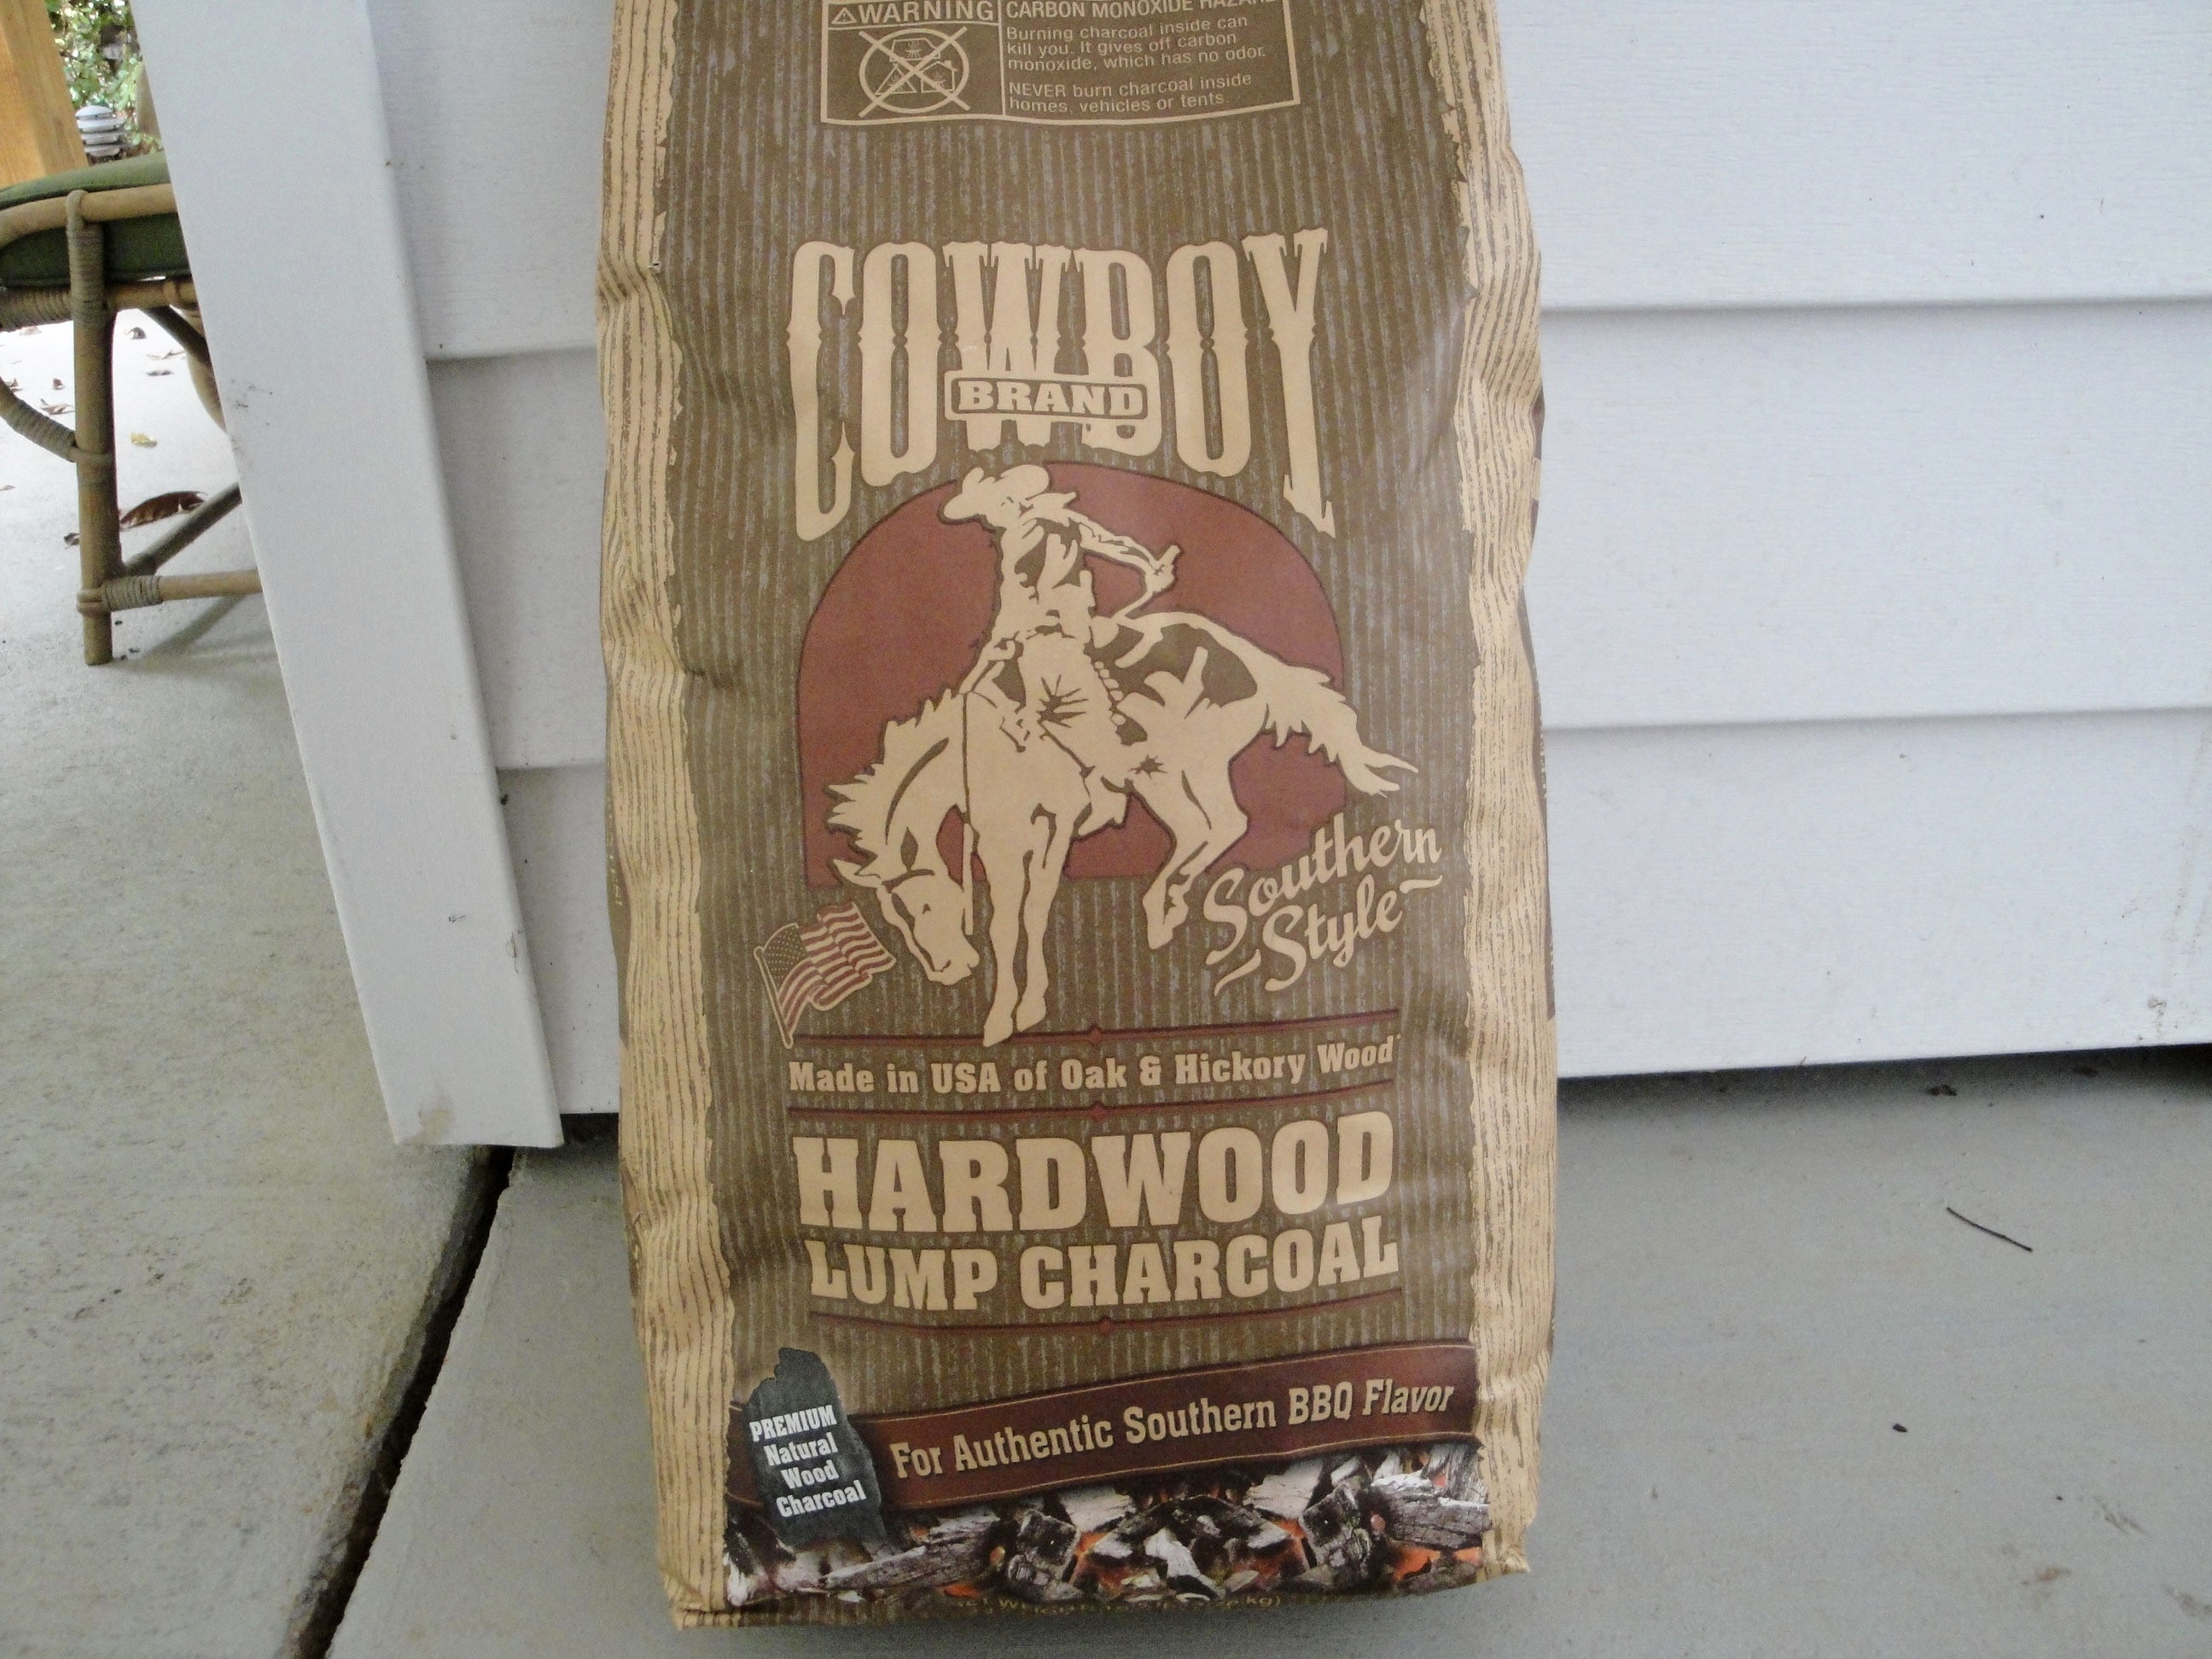 WARNING
CARBON MONOXIDE HAZARD
Burning charcoal inside can
kill you. It gives off carbon
monoxide, which has no odor.
NEVER burn charcoal inside
homes, vehicles or tents.
COWBOY
BRAND
Southern
Style
Made in USA of Oak & Hickory Wood
HARDWOOD
LUMP CHARCOAL
PREMIUM
Natural
Wood
Charcoal
For Authentic Southern BBQ Flavor